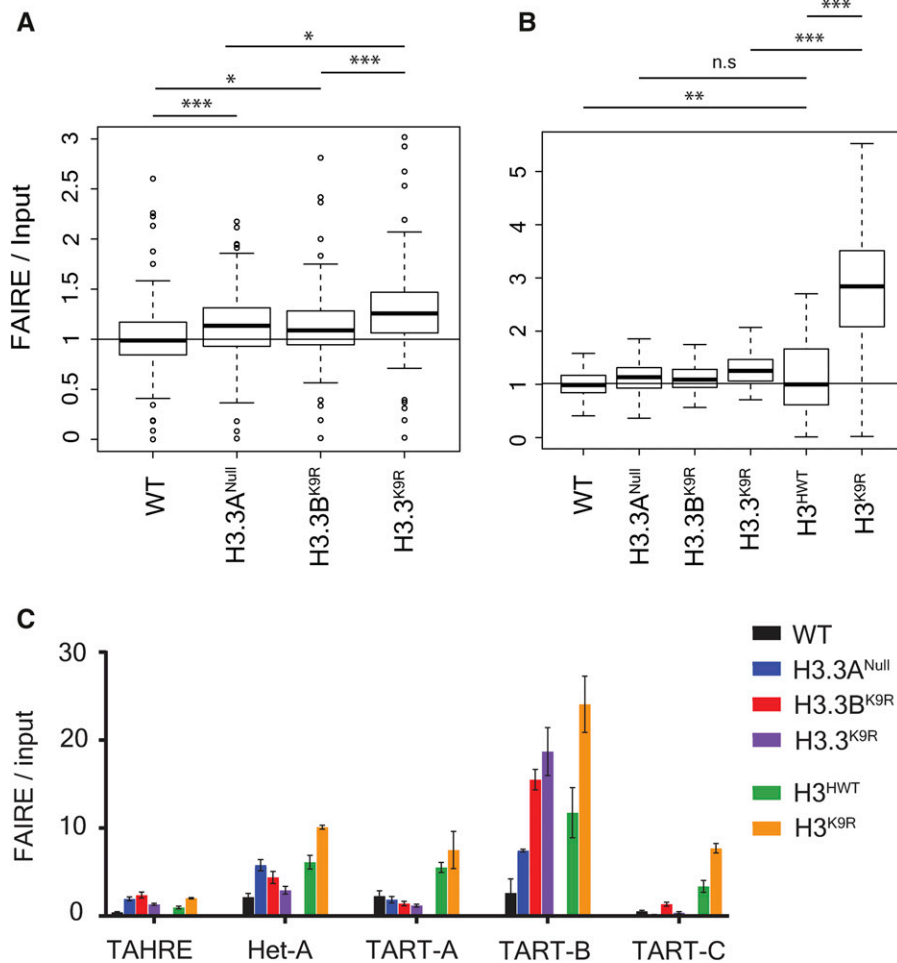 A
*
*
***
*
***
FAIRE / Input
3
2.5
2
1.5
1
0.5
0
WT
H3.3A^Null
H3.3B^K9R
H3.3^K9R
B
***
***
n.s
**
5
4
3
2
1
0
WT
H3.3A^Null
H3.3B^K9R
H3.3^K9R
H3^HWT
H3^K9R
C
FAIRE / input
30
20
10
0
TAHRE
Het-A
TART-A
TART-B
TART-C
WT
H3.3A^Null
H3.3B^K9R
H3.3^K9R
H3^HWT
H3^K9R